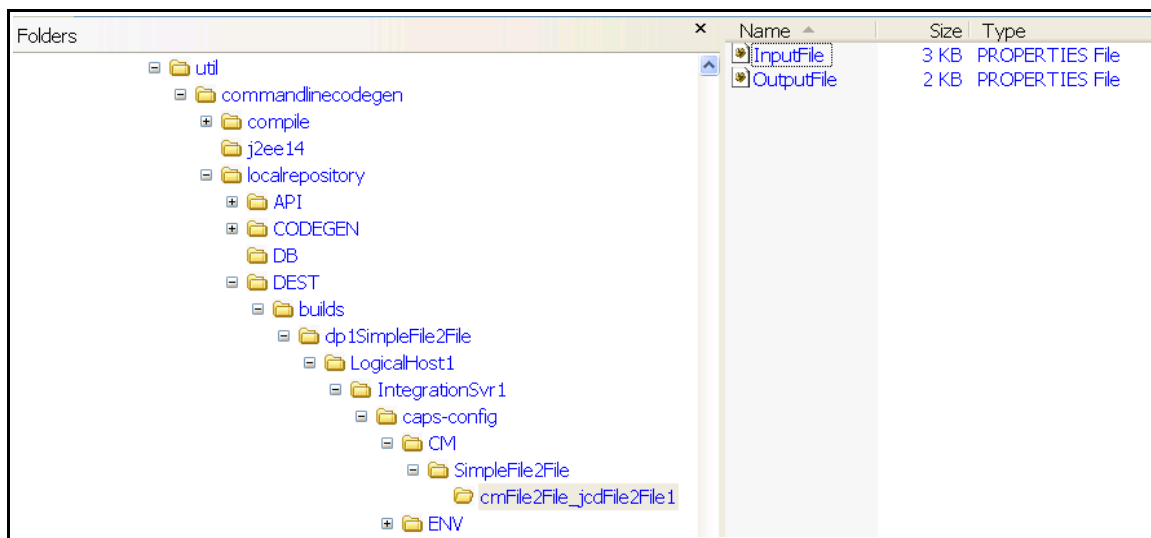 Folders
util
commandlinecodegen
compile
j2ee14
localrepository
API
CODEGEN
DB
DEST
builds
dp1SimpleFile2File
LogicalHost1
IntegrationSvr1
caps-config
CM
SimpleFile2File
cmFile2File_jcdFile2File1
ENV
Name Size Type
InputFile 3 KB PROPERTIES File
OutputFile 2 KB PROPERTIES File